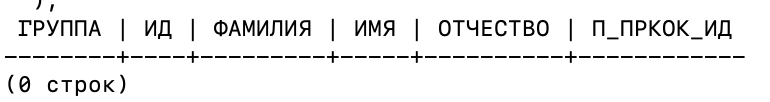 );
ГРУППА | ИД | ФАМИЛИЯ | ИМЯ | ОТЧЕСТВО | П_ПРКОК_ИД
--------+----+---------+-----+----------+------------
(0 строк)